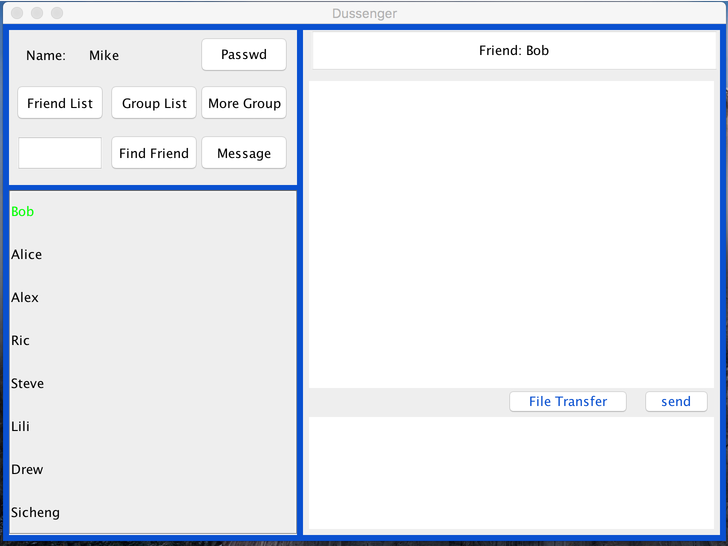 Dussenger
Name: Mike
Passwd
Friend List
Group List
More Group
Find Friend
Message
Bob
Alice
Alex
Ric
Steve
Lili
Drew
Sicheng
Friend: Bob
File Transfer
send